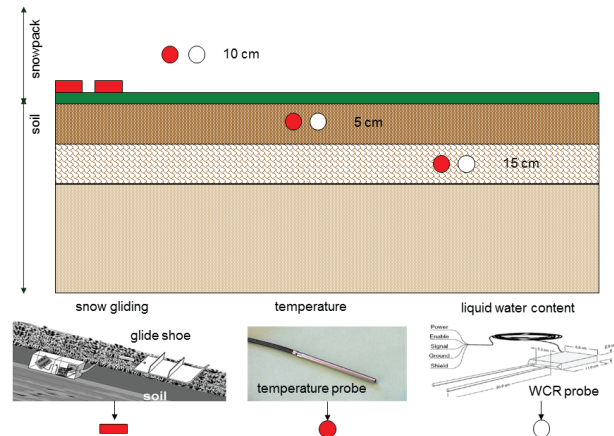 snowpack
10 cm
soil
5 cm
15 cm
snow gliding
temperature
liquid water content
glide shoe
soil
temperature probe
Power
Enable
Signal
Ground
Shield
WCR probe